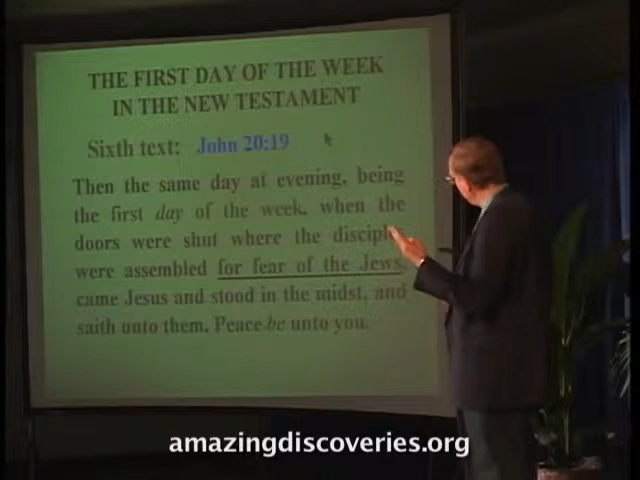 THE FIRST DAY OF THE WEEK
IN THE NEW TESTAMENT
Sixth text: John 20:19
Then the same day at evening, being
the first day of the week, when the
doors were shut where the discipl
were assembled for fear of the Jews,
came Jesus and stood in the midst, and
saith unto them, Peace be unto you.
amazingdiscoveries.org